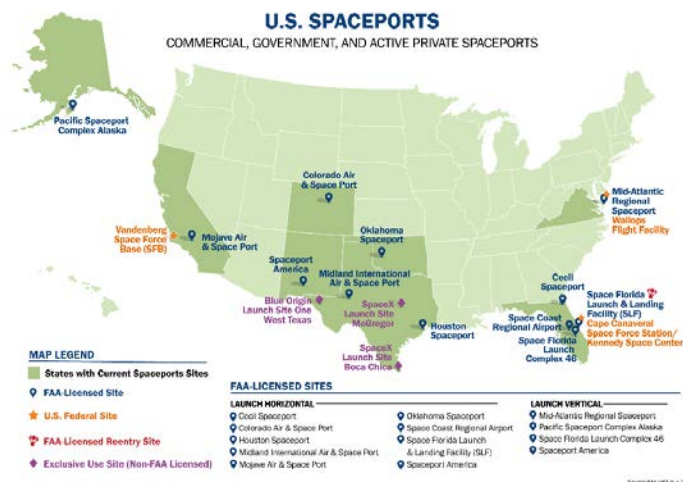 U.S. SPACEPORTS
COMMERCIAL, GOVERNMENT, AND ACTIVE PRIVATE SPACEPORTS
Pacific Spaceport
Complex Alaska
Colorado Air
& Space Port
Mid-Atlantic
Regional
Spaceport
Wallops
Flight Facility
Vandenberg
Space Force
Base (SFB)
Mojave Air
& Space Port
Oklahoma
Spaceport
Spaceport
America
Midland International
Air & Space Port
Cecil
Spaceport
Space Florida
Launch & Landing
Facility (SLF)
Blue Origin
Launch Site One
West Texas
SpaceX
Launch Site
McGregor
Houston
Spaceport
Space Coast
Regional Airport
Cape Canaveral
Space Force Station/
Kennedy Space Center
Space Florida
Launch
Complex 46
SpaceX
Launch Site
Boca Chica
MAP LEGEND
States with Current Spaceports Sites
FAA-Licensed Site
U.S. Federal Site
FAA-Licensed Reentry Site
Exclusive Use Site (Non-FAA Licensed)
FAA-LICENSED SITES
LAUNCH HORIZONTAL
Cecil Spaceport
Colorado Air & Space Port
Houston Spaceport
Midland International Air & Space Port
Mojave Air & Space Port
Oklahoma Spaceport
Space Coast Regional Airport
Space Florida Launch
& Landing Facility (SLF)
Spaceport America
LAUNCH VERTICAL
Mid-Atlantic Regional Spaceport
Pacific Spaceport Complex Alaska
Space Florida Launch Complex 46
Spaceport America